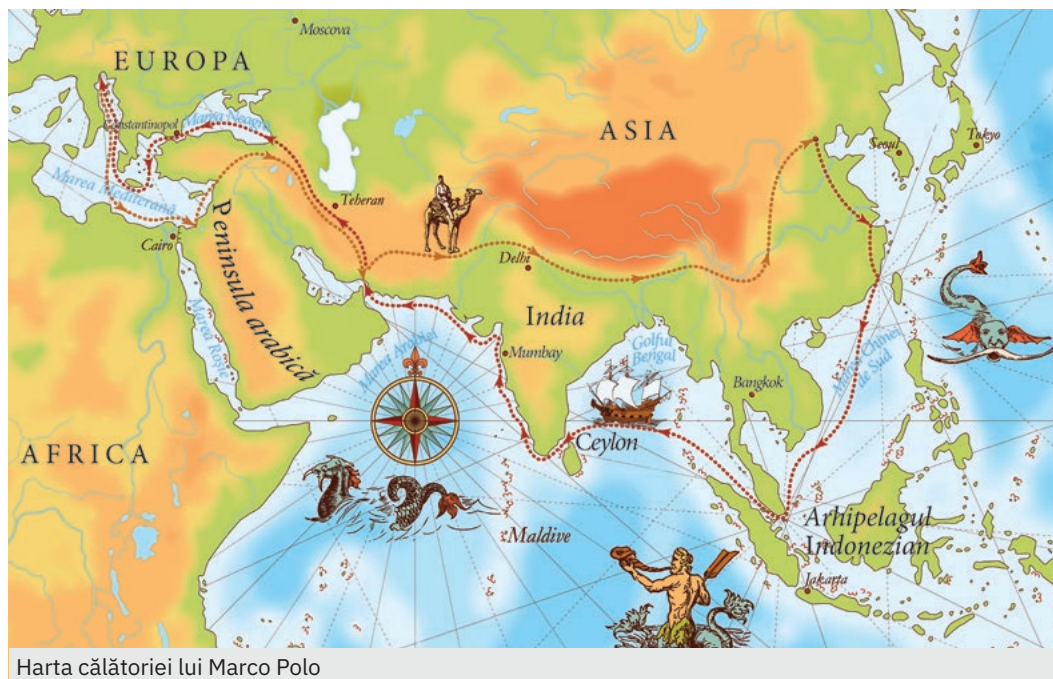 Moscova
EUROPA
Constantinopol
Marea Neagră
ASIA
Seoul
Tokyo
Marea Mediterană
Teheran
Cairo
Peninsula arabică
Delhi
Marea Roșie
India
Marea Arabiei
Mumbay
Golful
Bengal
Bangkok
Marea Chinei
de Sud
AFRICA
Ceylon
Maldive
Arhipelagul
Indonezian
Jakarta
Harta călătoriei lui Marco Polo